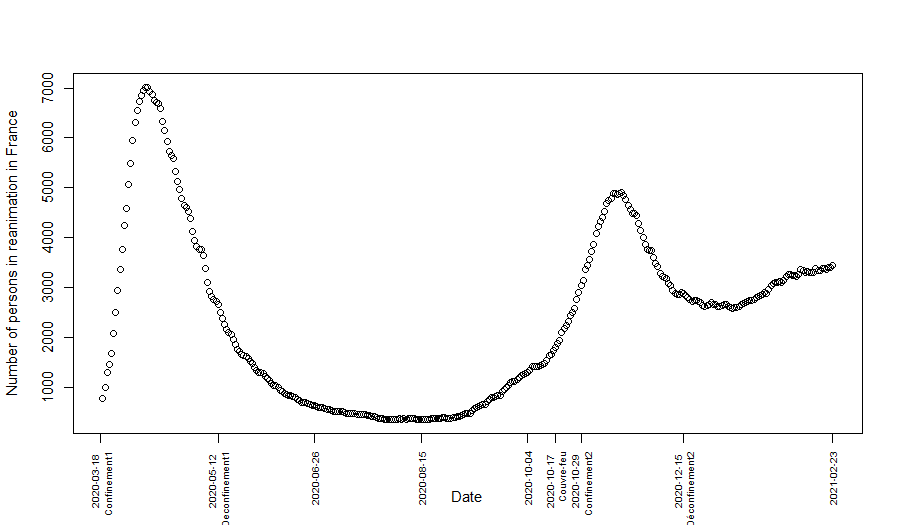 Number of persons in reanimation in France
7000
6000
5000
4000
3000
2000
1000
2020-03-18
Confinement1
2020-05-12
Déconfinement1
2020-06-26
2020-08-15
2020-10-04
2020-10-17
Couvre-feu
2020-10-29
Confinement2
2020-12-15
Déconfinement2
2021-02-23
Date